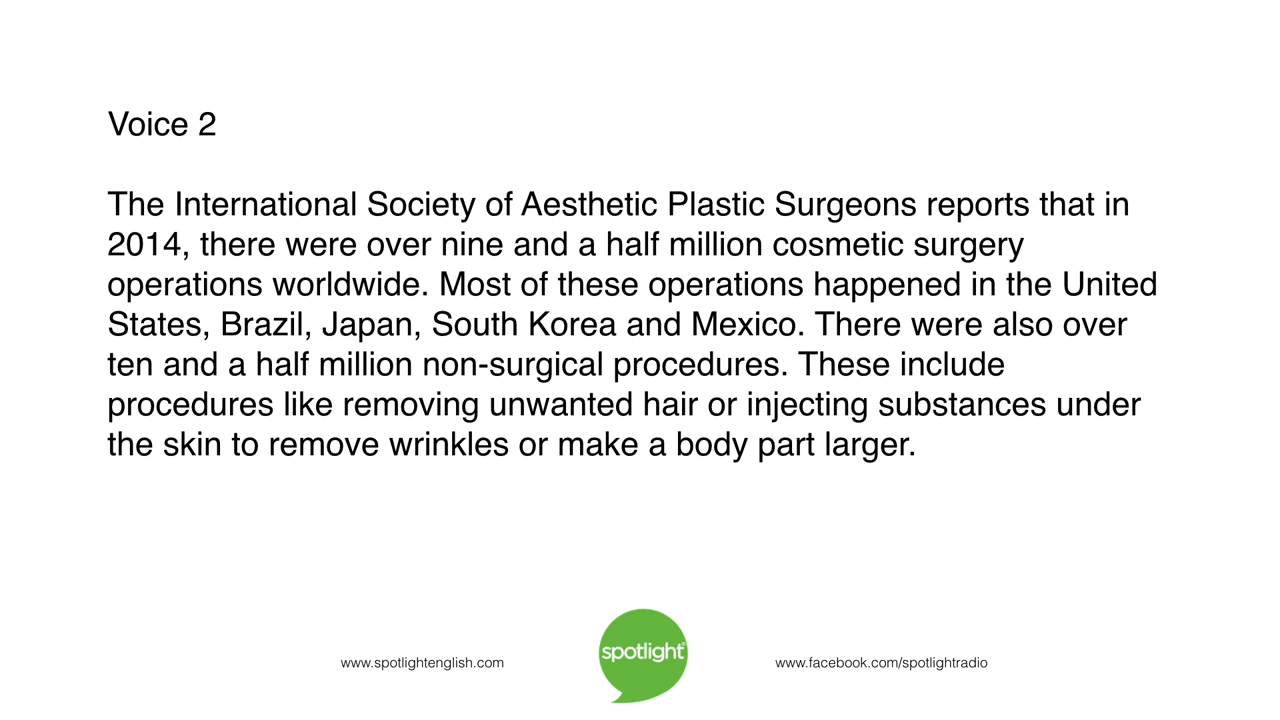 Voice 2
The International Society of Aesthetic Plastic Surgeons reports that in
2014, there were over nine and a half million cosmetic surgery
operations worldwide. Most of these operations happened in the United
States, Brazil, Japan, South Korea and Mexico. There were also over
ten and a half million non-surgical procedures. These include
procedures like removing unwanted hair or injecting substances under
the skin to remove wrinkles or make a body part larger.
www.spotlightenglish.com
spotlight®
www.facebook.com/spotlightradio